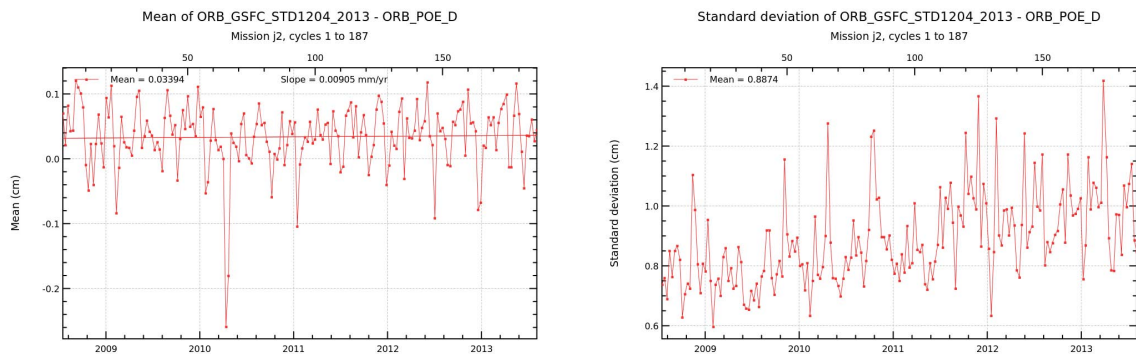 Mean of ORB_GSFC_STD1204_2013 - ORB_POE_D
Mission j2, cycles 1 to 187
50 100 150
Mean = 0.03394 Slope = 0.00905 mm/yr
Mean (cm)
0.1
0.0
-0.1
-0.2
2009 2010 2011 2012 2013
Standard deviation of ORB_GSFC_STD1204_2013 - ORB_POE_D
Mission j2, cycles 1 to 187
50 100 150
Mean = 0.8874
Standard deviation (cm)
1.4
1.2
1.0
0.8
0.6
2009 2010 2011 2012 2013